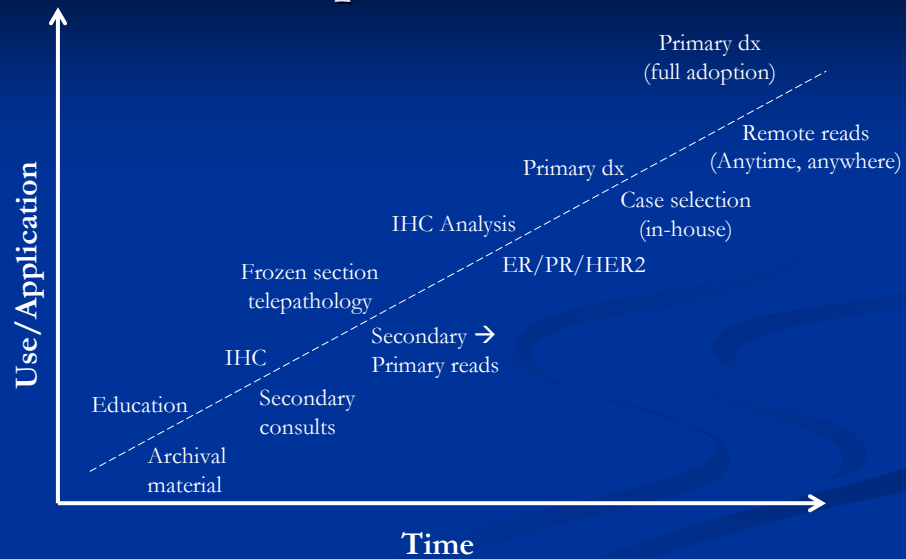 Primary dx
(full adoption)
Remote reads
(Anytime, anywhere)
Primary dx
Case selection
(in-house)
IHC Analysis
ER/PR/HER2
Frozen section
telepathology
Secondary →
Primary reads
IHC
Secondary
consults
Education
Archival
material
Use/Application
Time